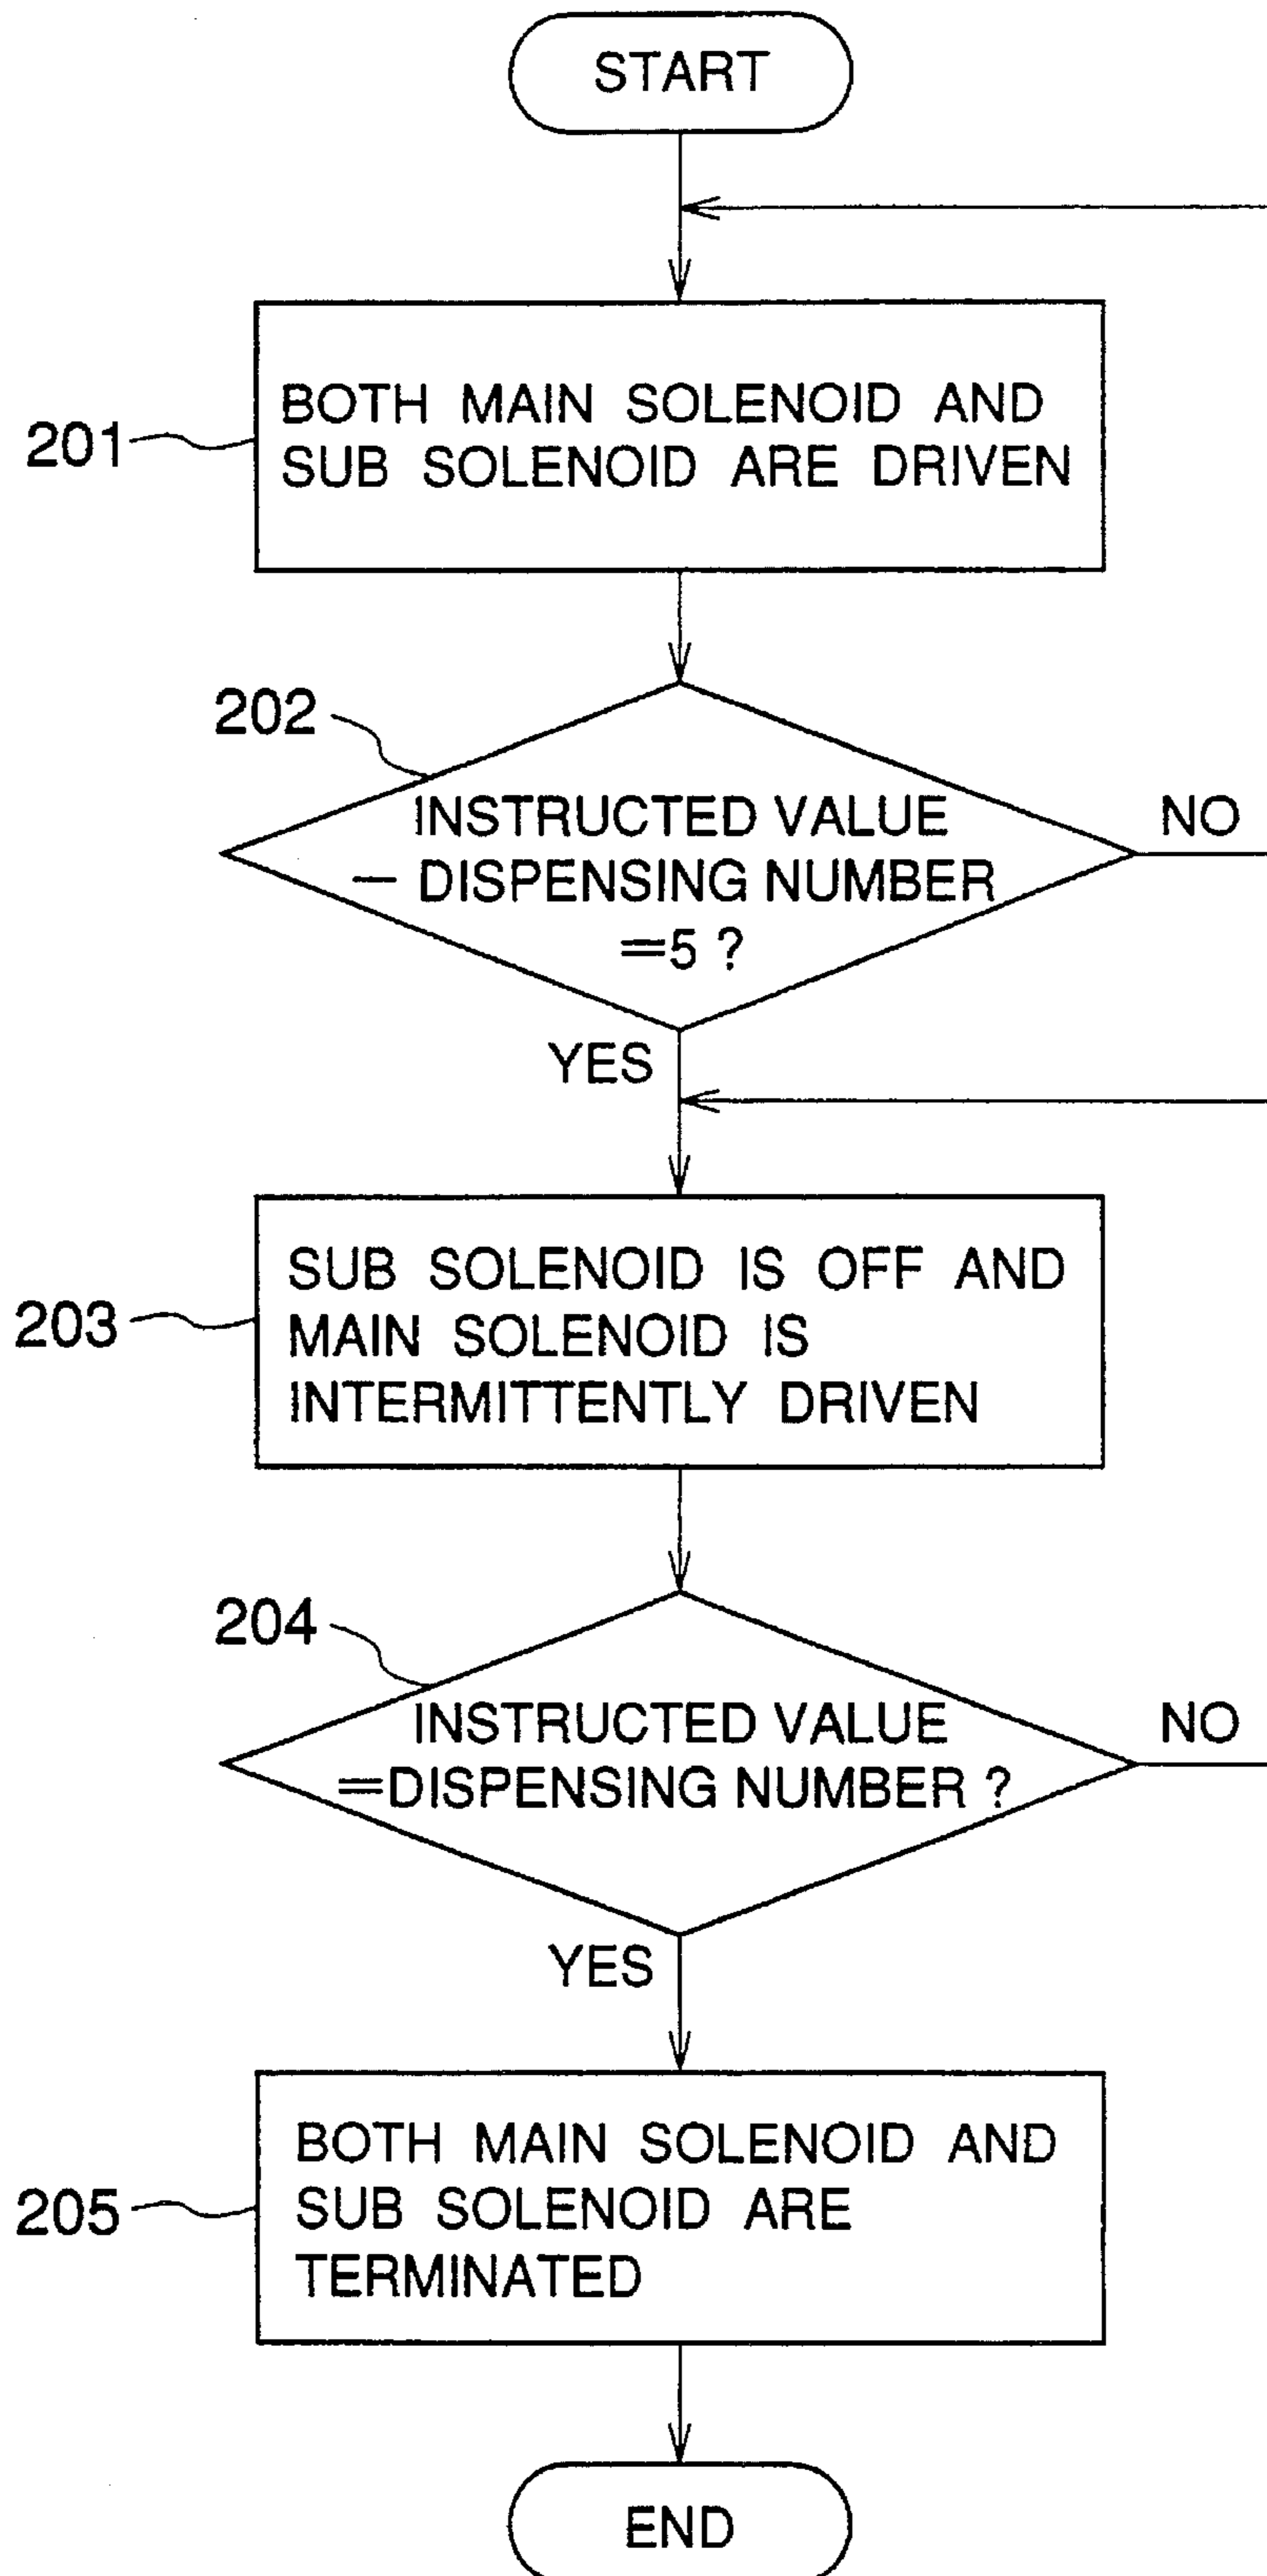 START
201
BOTH MAIN SOLENOID AND
SUB SOLENOID ARE DRIVEN
202
INSTRUCTED VALUE
— DISPENSING NUMBER
=5 ?
NO
YES
203
SUB SOLENOID IS OFF AND
MAIN SOLENOID IS
INTERMITTENTLY DRIVEN
204
INSTRUCTED VALUE
=DISPENSING NUMBER ?
NO
YES
205
BOTH MAIN SOLENOID AND
SUB SOLENOID ARE
TERMINATED
END